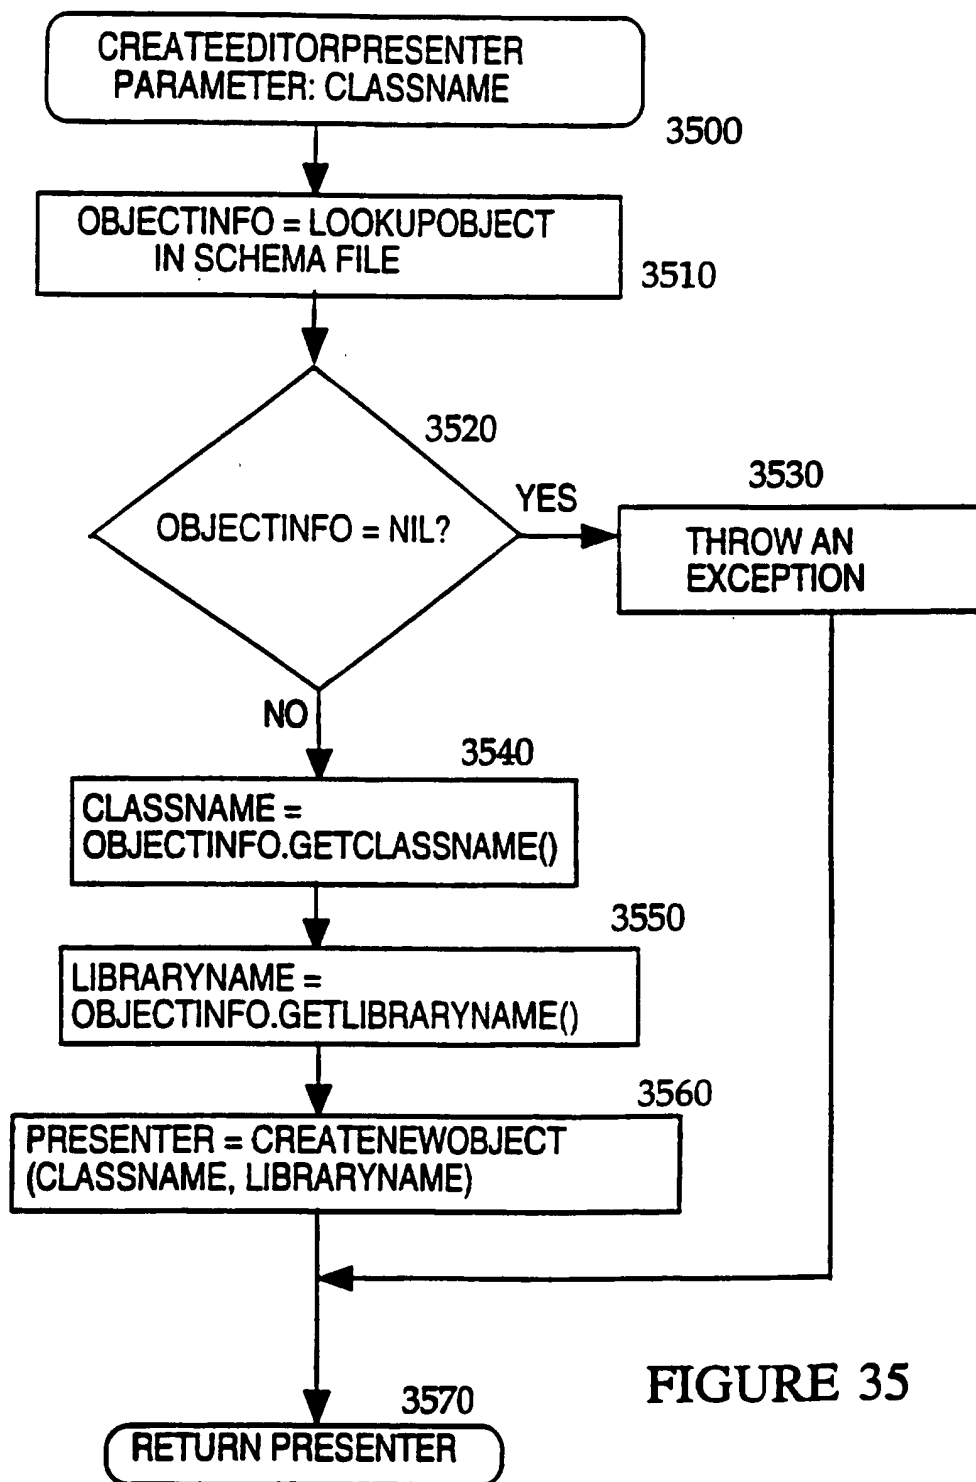 CREATEEDITORPRESENTER
PARAMETER: CLASSNAME
3500
OBJECTINFO = LOOKUPOBJECT
IN SCHEMA FILE
3510
3520
OBJECTINFO = NIL?
YES
3530
THROW AN
EXCEPTION
NO
3540
CLASSNAME =
OBJECTINFO.GETCLASSNAME()
3550
LIBRARYNAME =
OBJECTINFO.GETLIBRARYNAME()
3560
PRESENTER = CREATENEWOBJECT
(CLASSNAME, LIBRARYNAME)
FIGURE 35
3570
RETURN PRESENTER